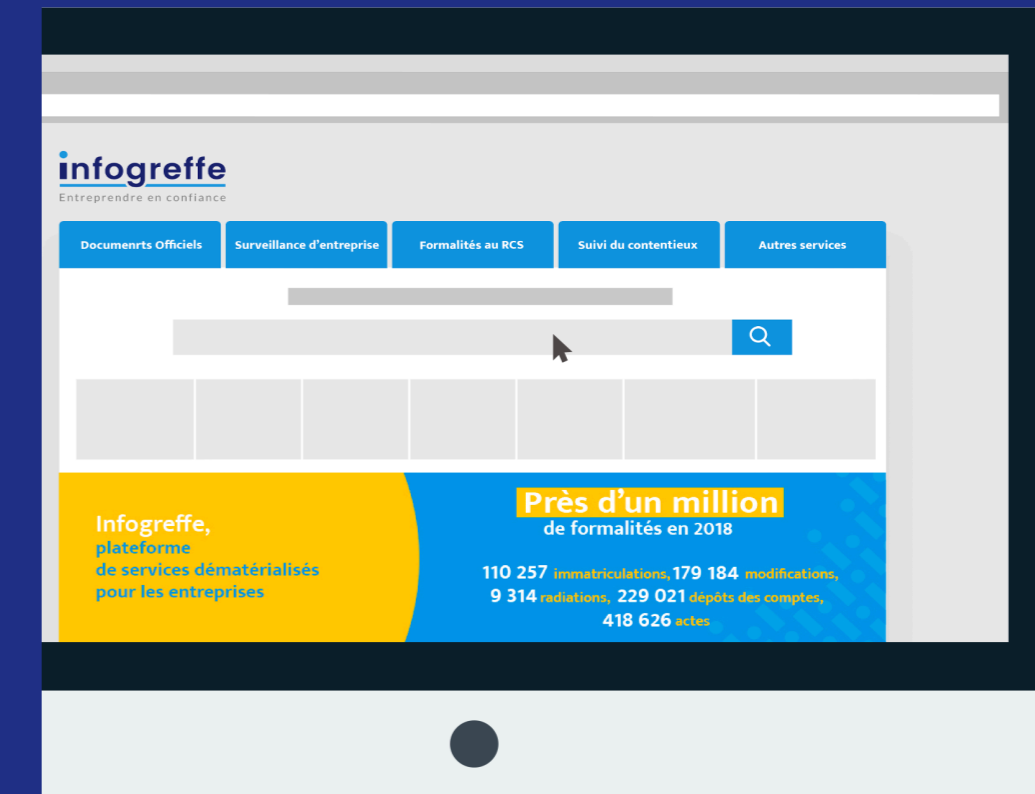 infogreffe
Entreprendre en confiance
Documenrts Officiels
Surveillance d'entreprise
Formalités au RCS
Suivi du contentieux
Autres services
Infogreffe,
plateforme
de services dématérialisés
pour les entreprises
Près d'un million
de formalités en 2018
110 257 immatriculations, 179 184 modifications,
9 314 radiations, 229 021 dépôts des comptes,
418 626 actes